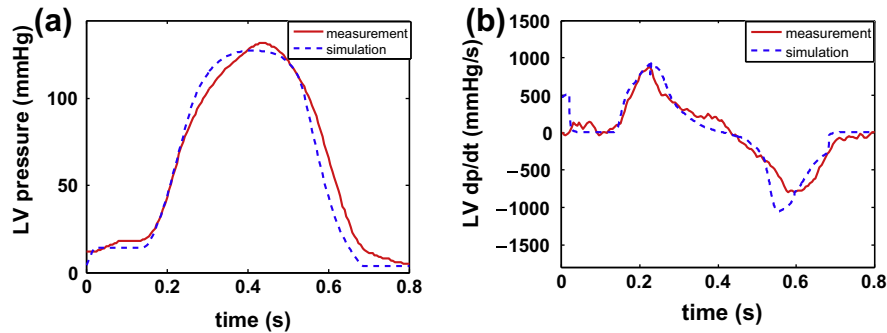 (a)
LV pressure (mmHg)
100
50
0
0 0.2 0.4 0.6 0.8
time (s)
measurement
simulation
(b)
LV dp/dt (mmHg/s)
1500
1000
500
0
−500
−1000
−1500
0 0.2 0.4 0.6 0.8
time (s)
measurement
simulation